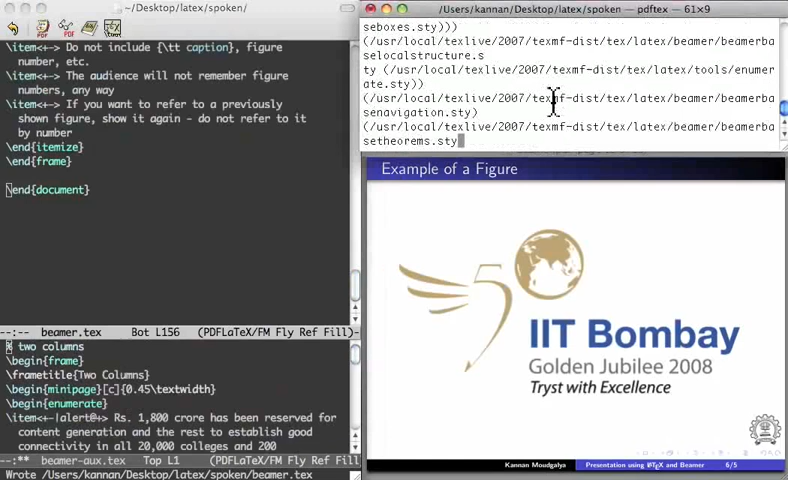 ~/Desktop/latex/spoken
\item<+-> Do not include {\tt caption}, figure
number, etc.
\item<+-> The audience will not remember figure
numbers, any way
\item<+-> If you want to refer to a previously
shown figure, show it again - do not refer to it
by number
\end{itemize}
\end{frame}
\end{document}
--:-- beamer.tex Bot L156 (PDFLaTeX/FM Fly Ref Fill)-
% two columns
\begin{frame}
\frametitle{Two Columns}
\begin{minipage}[c]{0.45\textwidth}
\begin{enumerate}
\item<+-|alert@+> Rs. 1,800 crore has been reserved for
content generation and the rest to establish good
connectivity in all 20,000 colleges and 200
-:** beamer-aux.tex Top L1 (PDFLaTeX/FM Fly Ref Fill)-
Wrote /Users/kannan/Desktop/latex/spoken/beamer.tex
/Users/kannan/Desktop/latex/spoken — pdftex — 61×9
seboxes.sty)))
(/usr/local/texlive/2007/texmf-dist/tex/latex/beamer/beamerba
selocalstructure.s
ty (/usr/local/texlive/2007/texmf-dist/tex/latex/tools/enumer
ate.sty))
(/usr/local/texlive/2007/texmf-dist/tex/latex/beamer/beamerba
senavigation.sty)
(/usr/local/texlive/2007/texmf-dist/tex/latex/beamer/beamerba
setheorems.sty
Example of a Figure
IIT Bombay
Golden Jubilee 2008
Tryst with Excellence
Kannan Moudgalya Presentation using LATEX and Beamer 6/5